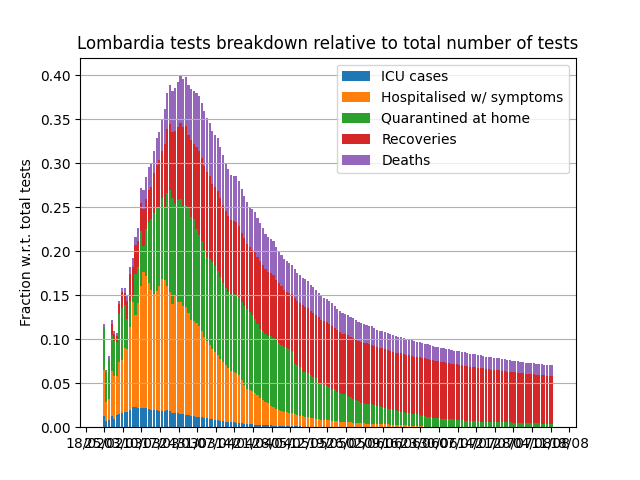 Lombardia tests breakdown relative to total number of tests
ICU cases
Hospitalised w/ symptoms
Quarantined at home
Recoveries
Deaths
Fraction w.r.t. total tests
0.40
0.35
0.30
0.25
0.20
0.15
0.10
0.05
0.00